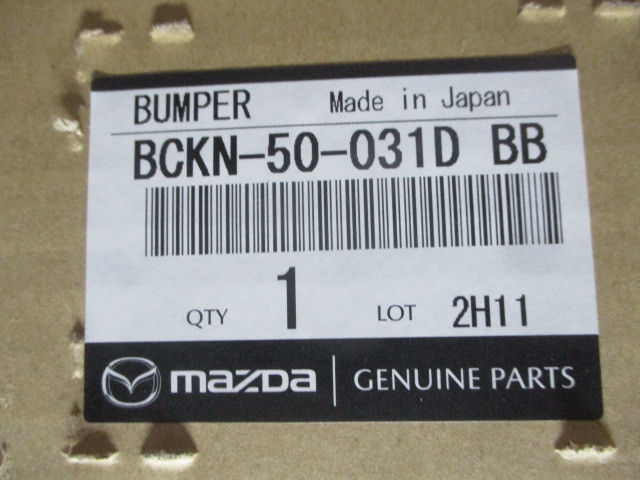 BUMPER Made in Japan
BCKN-50-031D BB
QTY 1 LOT 2H11
mazda GENUINE PARTS